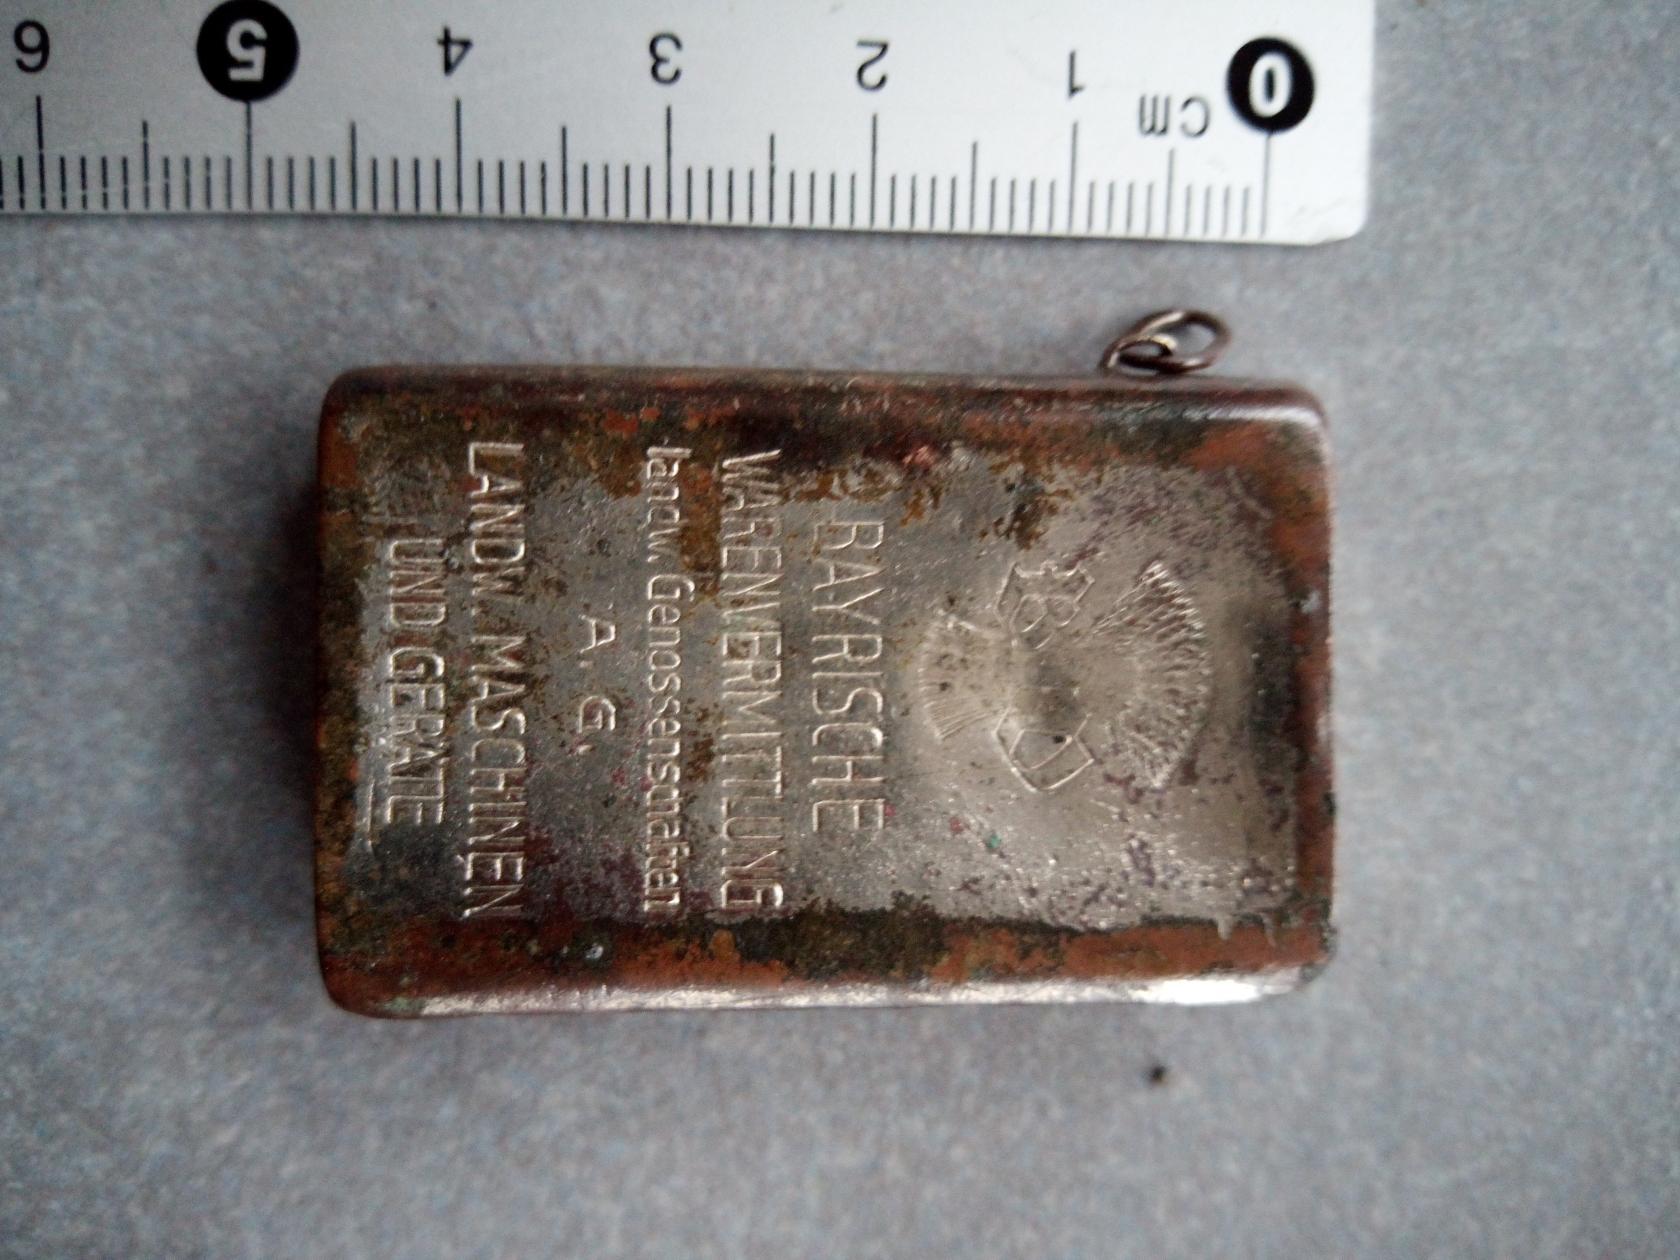 0
cm
1
2
3
4
5
6
BAYRISCHE
WARENVERMITTLUNG
landw. Genossenschaften
A. G.
LANDW. MASCHINEN
UND GERÄTE